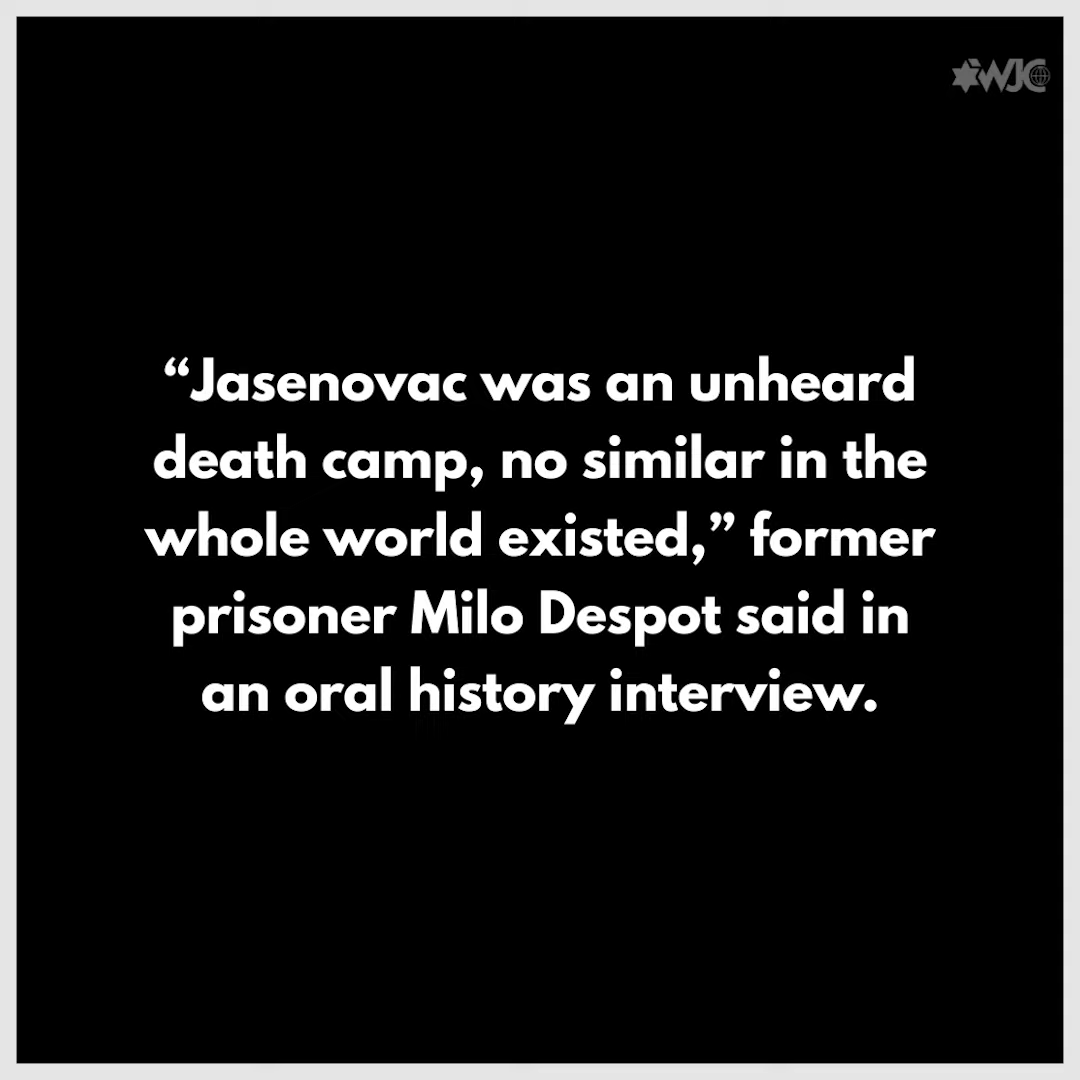 WJC
“Jasenovac was an unheard
death camp, no similar in the
whole world existed,” former
prisoner Milo Despot said in
an oral history interview.